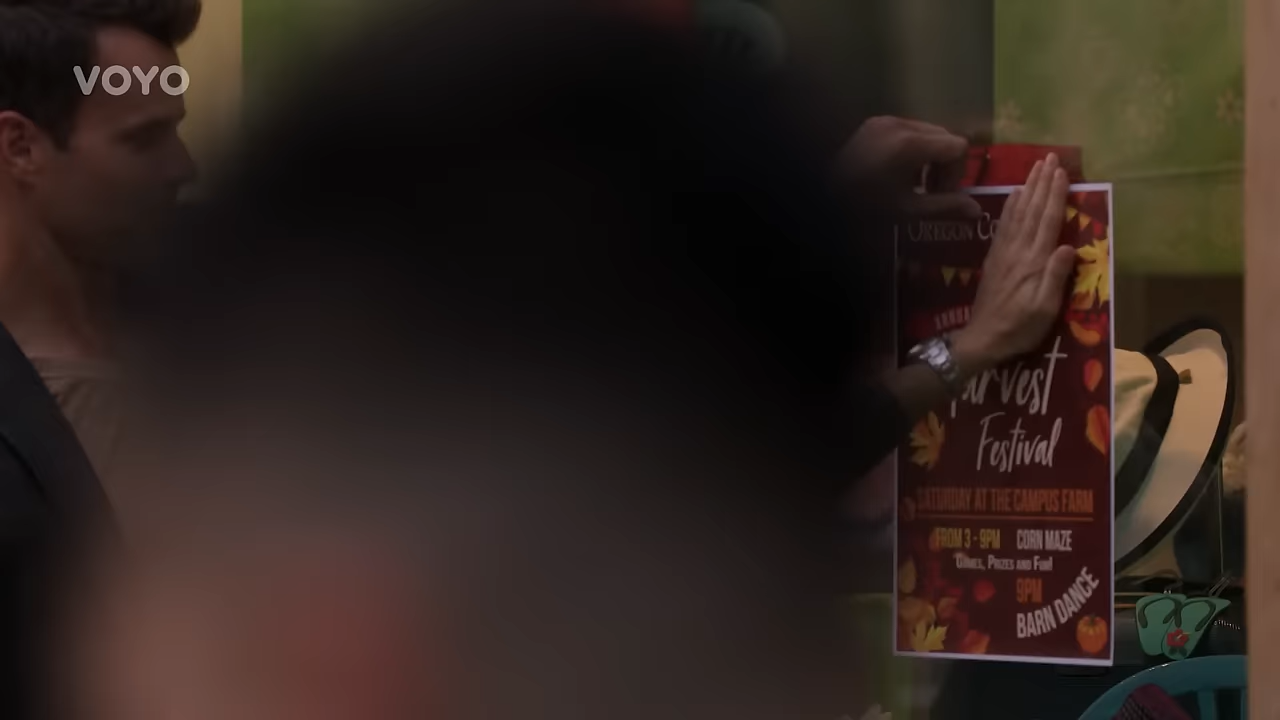 VOYO
OREGON
Festival
SATURDAY AT THE CAMPUS FARM
FROM 3 - 9PM CORN MAZE
GAMES, PRIZES AND FUN!
9PM
BARN DANCE